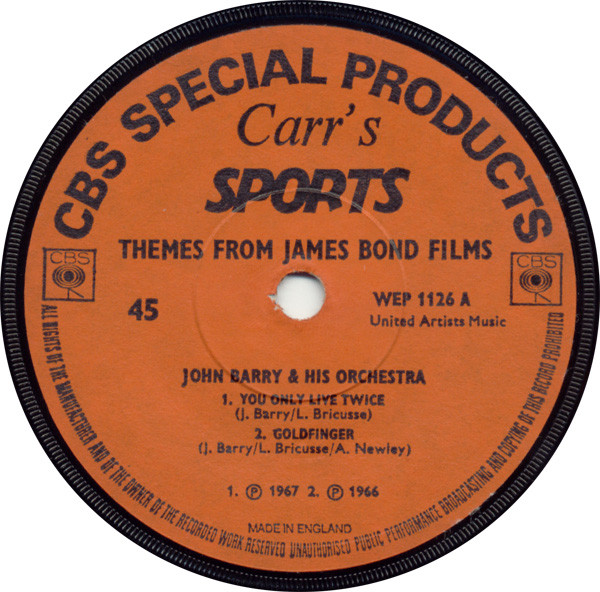 CBS SPECIAL PRODUCTS
Carr's
SPORTS
THEMES FROM JAMES BOND FILMS
CBS
CBS
45
WEP 1126 A
United Artists Music
JOHN BARRY & HIS ORCHESTRA
1. YOU ONLY LIVE TWICE
(J. Barry/L. Bricusse)
2. GOLDFINGER
(J. Barry/L. Bricusse/A. Newley)
1. ℗ 1967 2. ℗ 1966
MADE IN ENGLAND
ALL RIGHTS OF THE MANUFACTURER AND OF THE OWNER OF THE RECORDED WORK RESERVED UNAUTHORISED PUBLIC PERFORMANCE BROADCASTING AND COPYING OF THIS RECORD PROHIBITED